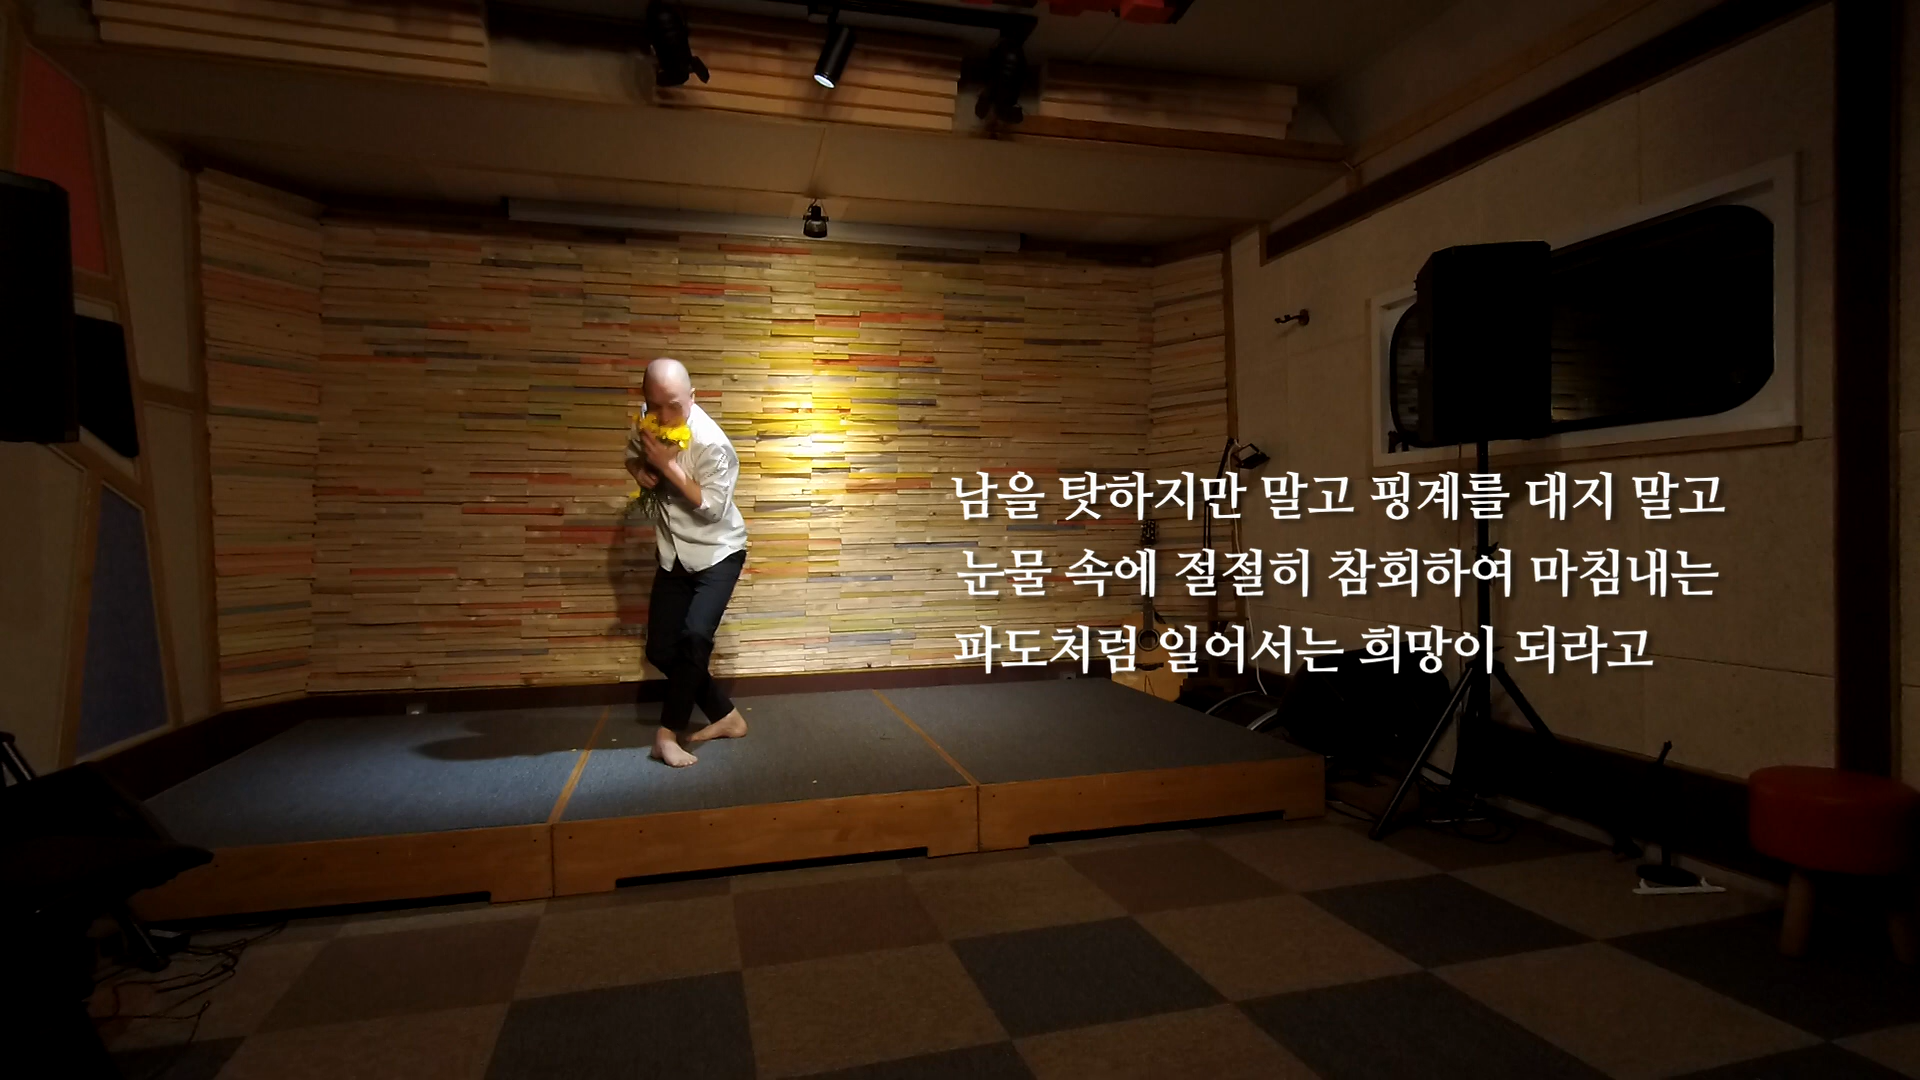 남을 탓하지만 말고 핑계를 대지 말고
눈물 속에 절절히 참회하여 마침내는
파도처럼 일어서는 희망이 되라고